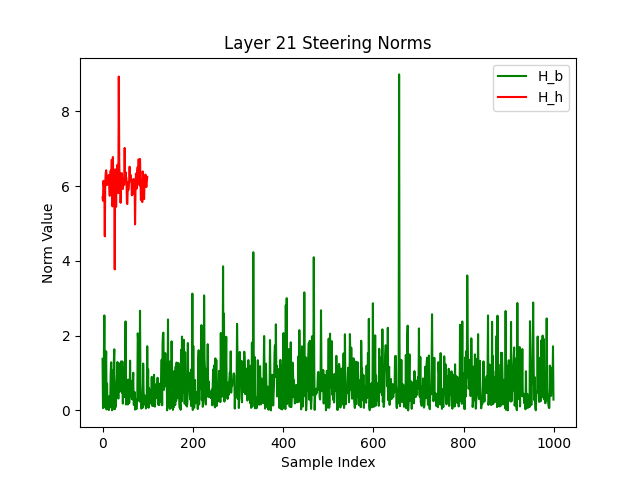 Layer 21 Steering Norms
H_b
H_h
Norm Value
8
6
4
2
0
0 200 400 600 800 1000
Sample Index